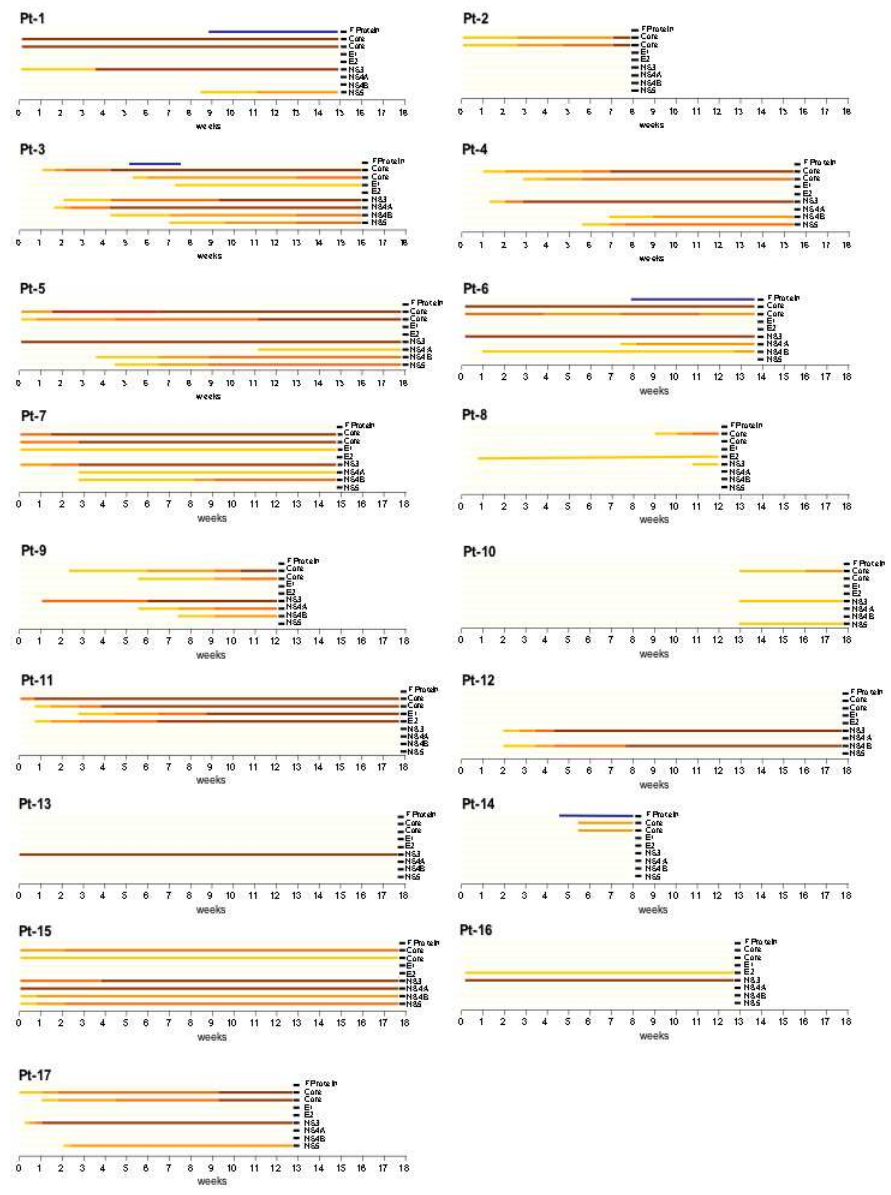 Pt-1
F Protein
Core
Core
E1
E2
NS3
NS4A
NS4B
NS5
0 1 2 3 4 5 6 7 8 9 10 11 12 13 14 15 16 17 18
weeks
Pt-2
F Protein
Core
Core
E1
E2
NS3
NS4A
NS4B
NS5
0 1 2 3 4 5 6 7 8 9 10 11 12 13 14 15 16 17 18
weeks
Pt-3
F Protein
Core
Core
E1
E2
NS3
NS4A
NS4B
NS5
0 1 2 3 4 5 6 7 8 9 10 11 12 13 14 15 16 17 18
weeks
Pt-4
F Protein
Core
Core
E1
E2
NS3
NS4A
NS4B
NS5
0 1 2 3 4 5 6 7 8 9 10 11 12 13 14 15 16 17 18
weeks
Pt-5
F Protein
Core
Core
E1
E2
NS3
NS4A
NS4B
NS5
0 1 2 3 4 5 6 7 8 9 10 11 12 13 14 15 16 17 18
weeks
Pt-6
F Protein
Core
Core
E1
E2
NS3
NS4A
NS4B
NS5
0 1 2 3 4 5 6 7 8 9 10 11 12 13 14 15 16 17 18
weeks
Pt-7
F Protein
Core
Core
E1
E2
NS3
NS4A
NS4B
NS5
0 1 2 3 4 5 6 7 8 9 10 11 12 13 14 15 16 17 18
weeks
Pt-8
F Protein
Core
Core
E1
E2
NS3
NS4A
NS4B
NS5
0 1 2 3 4 5 6 7 8 9 10 11 12 13 14 15 16 17 18
weeks
Pt-9
F Protein
Core
Core
E1
E2
NS3
NS4A
NS4B
NS5
0 1 2 3 4 5 6 7 8 9 10 11 12 13 14 15 16 17 18
weeks
Pt-10
F Protein
Core
Core
E1
E2
NS3
NS4A
NS4B
NS5
0 1 2 3 4 5 6 7 8 9 10 11 12 13 14 15 16 17 18
weeks
Pt-11
F Protein
Core
Core
E1
E2
NS3
NS4A
NS4B
NS5
0 1 2 3 4 5 6 7 8 9 10 11 12 13 14 15 16 17 18
weeks
Pt-12
F Protein
Core
Core
E1
E2
NS3
NS4A
NS4B
NS5
0 1 2 3 4 5 6 7 8 9 10 11 12 13 14 15 16 17 18
weeks
Pt-13
F Protein
Core
Core
E1
E2
NS3
NS4A
NS4B
NS5
0 1 2 3 4 5 6 7 8 9 10 11 12 13 14 15 16 17 18
weeks
Pt-14
F Protein
Core
Core
E1
E2
NS3
NS4A
NS4B
NS5
0 1 2 3 4 5 6 7 8 9 10 11 12 13 14 15 16 17 18
weeks
Pt-15
F Protein
Core
Core
E1
E2
NS3
NS4A
NS4B
NS5
0 1 2 3 4 5 6 7 8 9 10 11 12 13 14 15 16 17 18
weeks
Pt-16
F Protein
Core
Core
E1
E2
NS3
NS4A
NS4B
NS5
0 1 2 3 4 5 6 7 8 9 10 11 12 13 14 15 16 17 18
weeks
Pt-17
F Protein
Core
Core
E1
E2
NS3
NS4A
NS4B
NS5
0 1 2 3 4 5 6 7 8 9 10 11 12 13 14 15 16 17 18
weeks